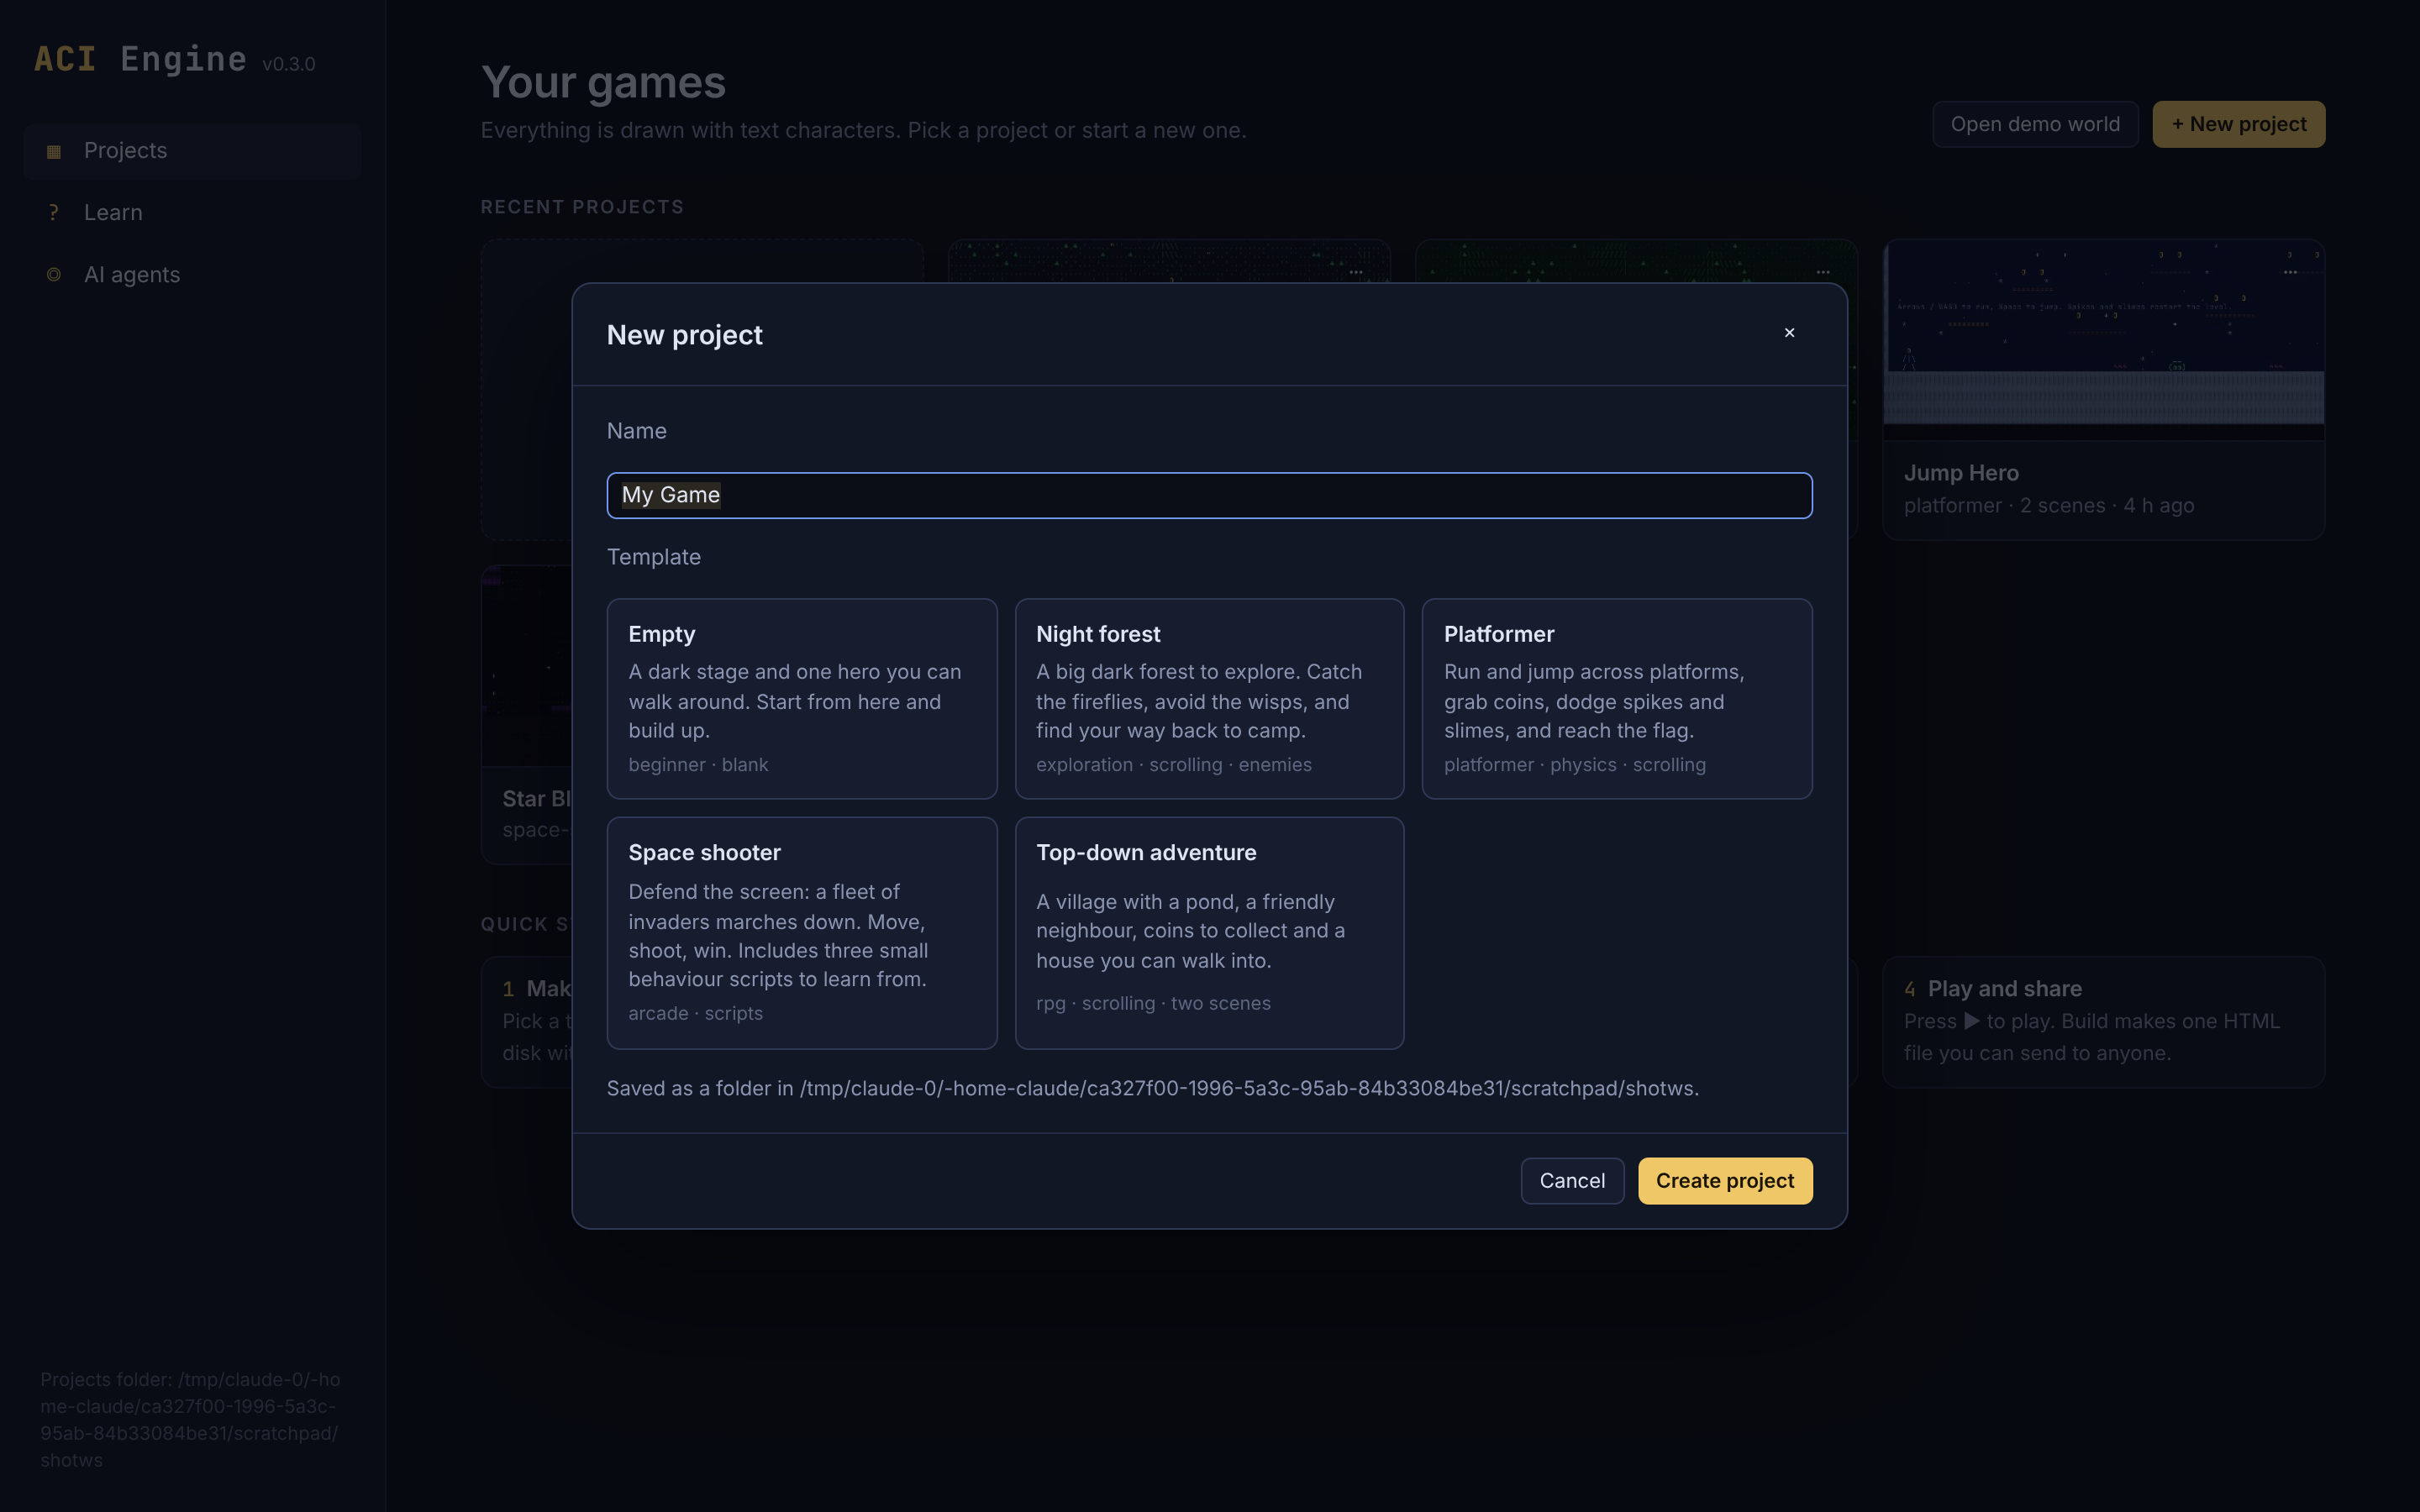 ACI Engine v0.3.0
Projects
? Learn
AI agents
Your games
Everything is drawn with text characters. Pick a project or start a new one.
Open demo world
+ New project
RECENT PROJECTS
Jump Hero
platformer · 2 scenes · 4 h ago
Star Bl
space-
New project
×
Name
My Game
Template
Empty
A dark stage and one hero you can
walk around. Start from here and
build up.
beginner · blank
Night forest
A big dark forest to explore. Catch
the fireflies, avoid the wisps, and
find your way back to camp.
exploration · scrolling · enemies
Platformer
Run and jump across platforms,
grab coins, dodge spikes and
slimes, and reach the flag.
platformer · physics · scrolling
Space shooter
Defend the screen: a fleet of
invaders marches down. Move,
shoot, win. Includes three small
behaviour scripts to learn from.
arcade · scripts
Top-down adventure
A village with a pond, a friendly
neighbour, coins to collect and a
house you can walk into.
rpg · scrolling · two scenes
Saved as a folder in /tmp/claude-0/-home-claude/ca327f00-1996-5a3c-95ab-84b33084be31/scratchpad/shotws.
Cancel
Create project
QUICK S
1 Mak
Pick a t
disk wit
4 Play and share
Press ▶ to play. Build makes one HTML
file you can send to anyone.
Projects folder: /tmp/claude-0/-ho
me-claude/ca327f00-1996-5a3c-
95ab-84b33084be31/scratchpad/
shotws